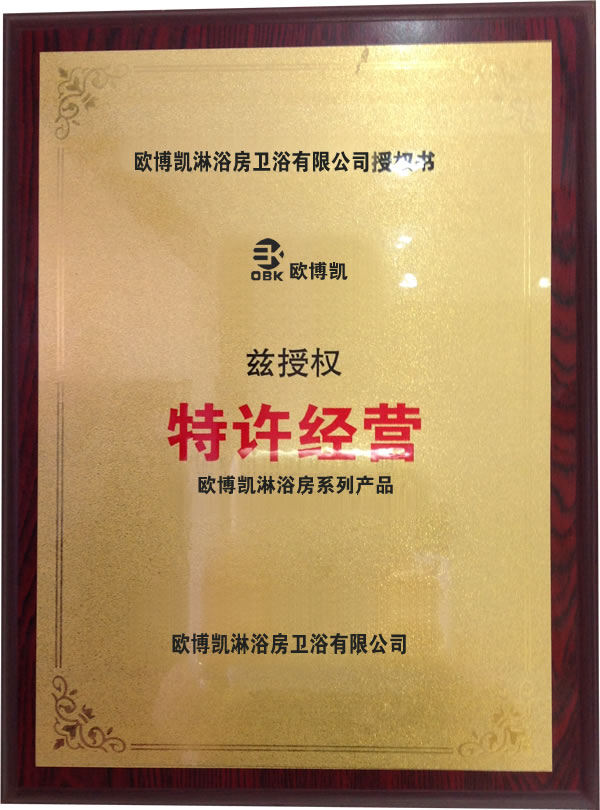 欧博凯淋浴房卫浴有限公司授权书
OBK 欧博凯
兹授权
特许经营
欧博凯淋浴房系列产品
欧博凯淋浴房卫浴有限公司